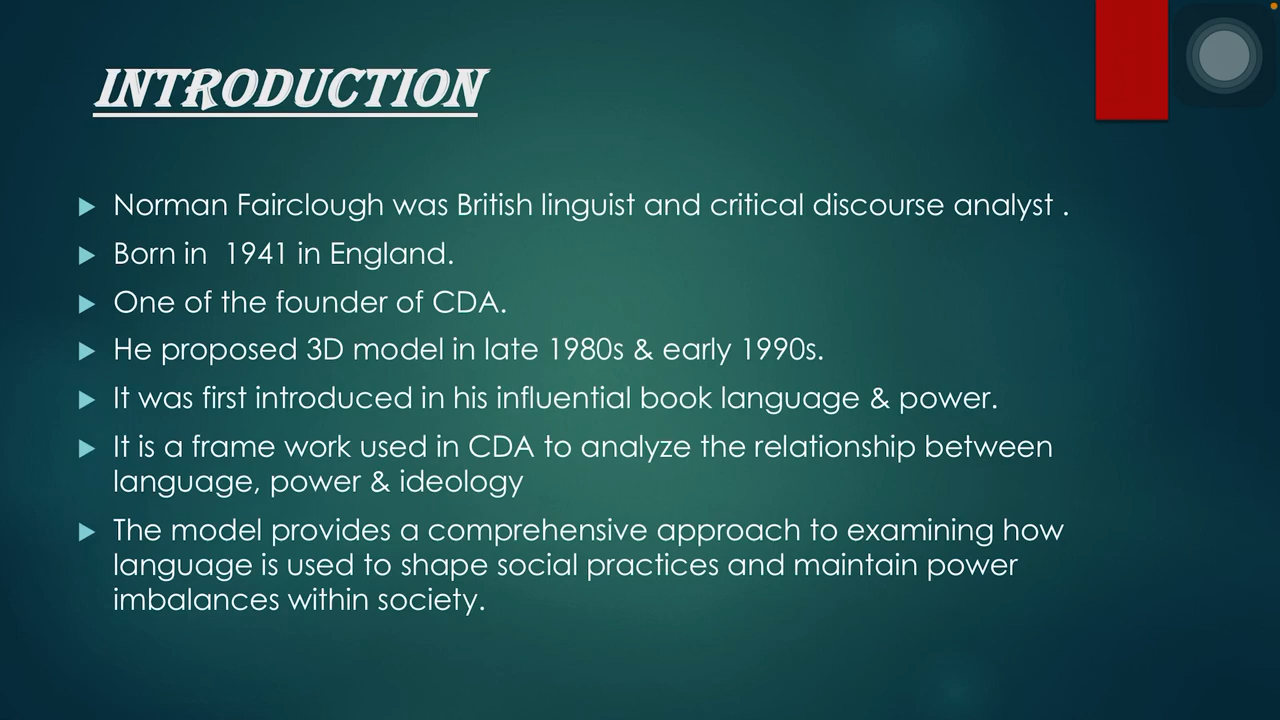 INTRODUCTION
Norman Fairclough was British linguist and critical discourse analyst .
Born in  1941 in England.
One of the founder of CDA.
He proposed 3D model in late 1980s & early 1990s.
It was first introduced in his influential book language & power.
It is a frame work used in CDA to analyze the relationship between
language, power & ideology
The model provides a comprehensive approach to examining how
language is used to shape social practices and maintain power
imbalances within society.